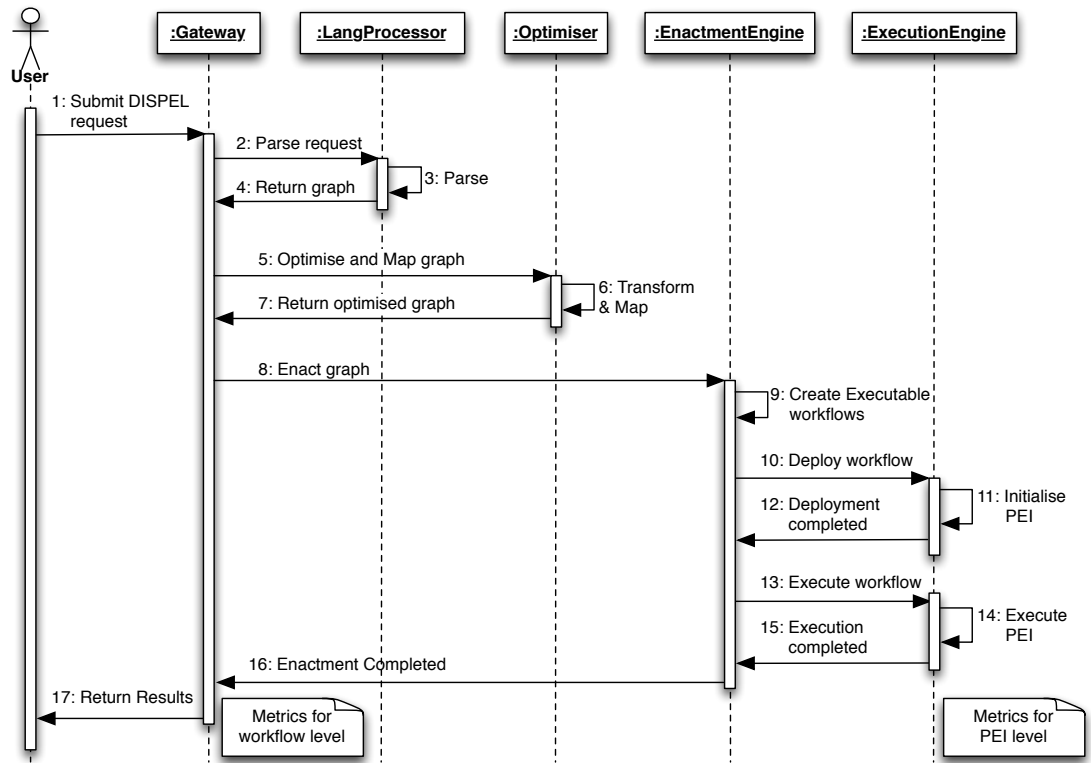 :Gateway
:LangProcessor
:Optimiser
:EnactmentEngine
:ExecutionEngine
User
1: Submit DISPEL
request
2: Parse request
3: Parse
4: Return graph
5: Optimise and Map graph
6: Transform
& Map
7: Return optimised graph
8: Enact graph
9: Create Executable
workflows
10: Deploy workflow
11: Initialise
PEI
12: Deployment
completed
13: Execute workflow
14: Execute
PEI
15: Execution
completed
16: Enactment Completed
17: Return Results
Metrics for
workflow level
Metrics for
PEI level